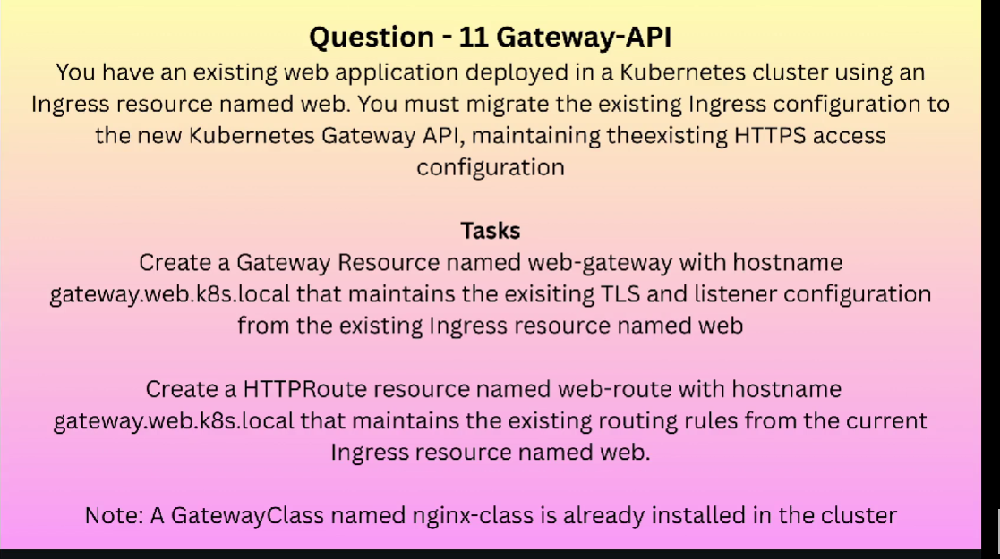 Question - 11 Gateway-API
You have an existing web application deployed in a Kubernetes cluster using an
Ingress resource named web. You must migrate the existing Ingress configuration to
the new Kubernetes Gateway API, maintaining theexisting HTTPS access
configuration
Tasks
Create a Gateway Resource named web-gateway with hostname
gateway.web.k8s.local that maintains the exisiting TLS and listener configuration
from the existing Ingress resource named web
Create a HTTPRoute resource named web-route with hostname
gateway.web.k8s.local that maintains the existing routing rules from the current
Ingress resource named web.
Note: A GatewayClass named nginx-class is already installed in the cluster